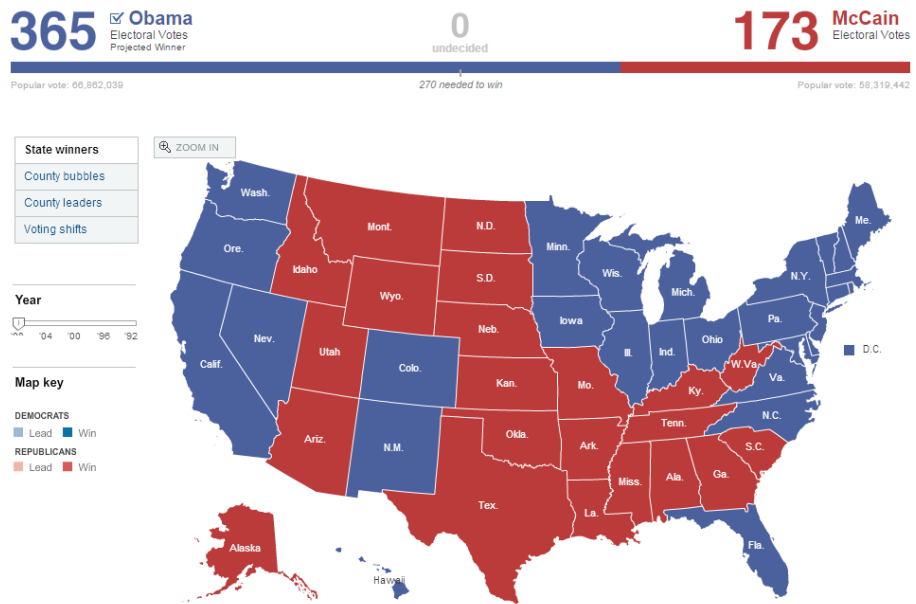 365
Obama
Electoral Votes
Projected Winner
0
undecided
173
McCain
Electoral Votes
Popular vote: 66,862,039
270 needed to win
Popular vote: 58,319,442
State winners
County bubbles
County leaders
Voting shifts
ZOOM IN
Year
'04 '00 '96 '92
Map key
DEMOCRATS
Lead Win
REPUBLICANS
Lead Win
Wash.
Ore.
Calif.
Nev.
Idaho
Mont.
Wyo.
Utah
Ariz.
Colo.
N.M.
N.D.
S.D.
Neb.
Kan.
Okla.
Tex.
Minn.
Iowa
Mo.
Ark.
La.
Wis.
Ill.
Mich.
Ind.
Ohio
Ky.
Tenn.
Miss.
Ala.
Ga.
Fla.
S.C.
N.C.
Va.
W.Va.
Pa.
N.Y.
Me.
D.C.
Alaska
Hawaii